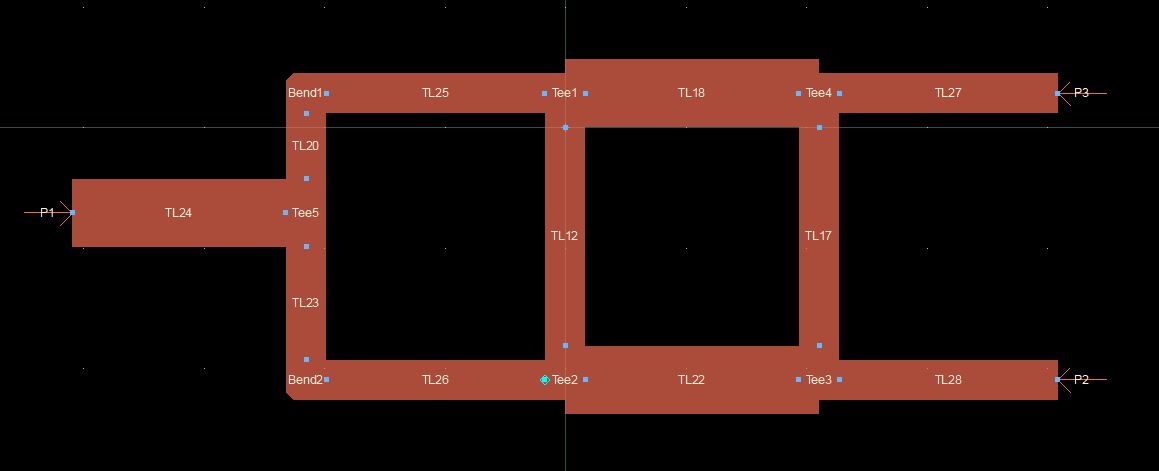 Bend1 TL25 Tee1 TL18 Tee4 TL27 P3
TL20
P1 TL24 Tee5
TL12 TL17
TL23
Bend2 TL26 Tee2 TL22 Tee3 TL28 P2